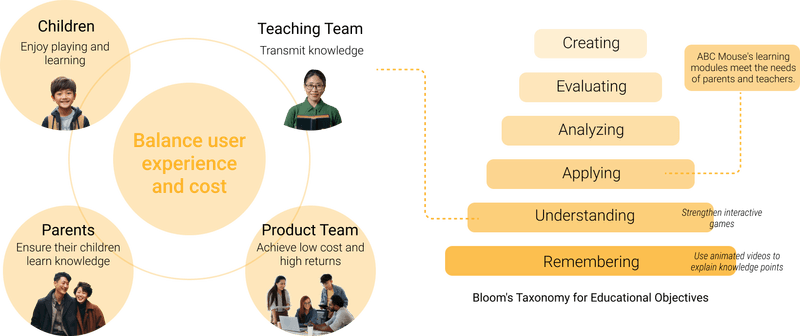 Children
Enjoy playing and
learning
Teaching Team
Transmit knowledge
Balance user
experience
and cost
Parents
Ensure their children
learn knowledge
Product Team
Achieve low cost and
high returns
Creating
Evaluating
Analyzing
Applying
Understanding
Remembering
ABC Mouse's learning
modules meet the needs
of parents and teachers.
Strengthen interactive
games
Use animated videos to
explain knowledge points
Bloom's Taxonomy for Educational Objectives